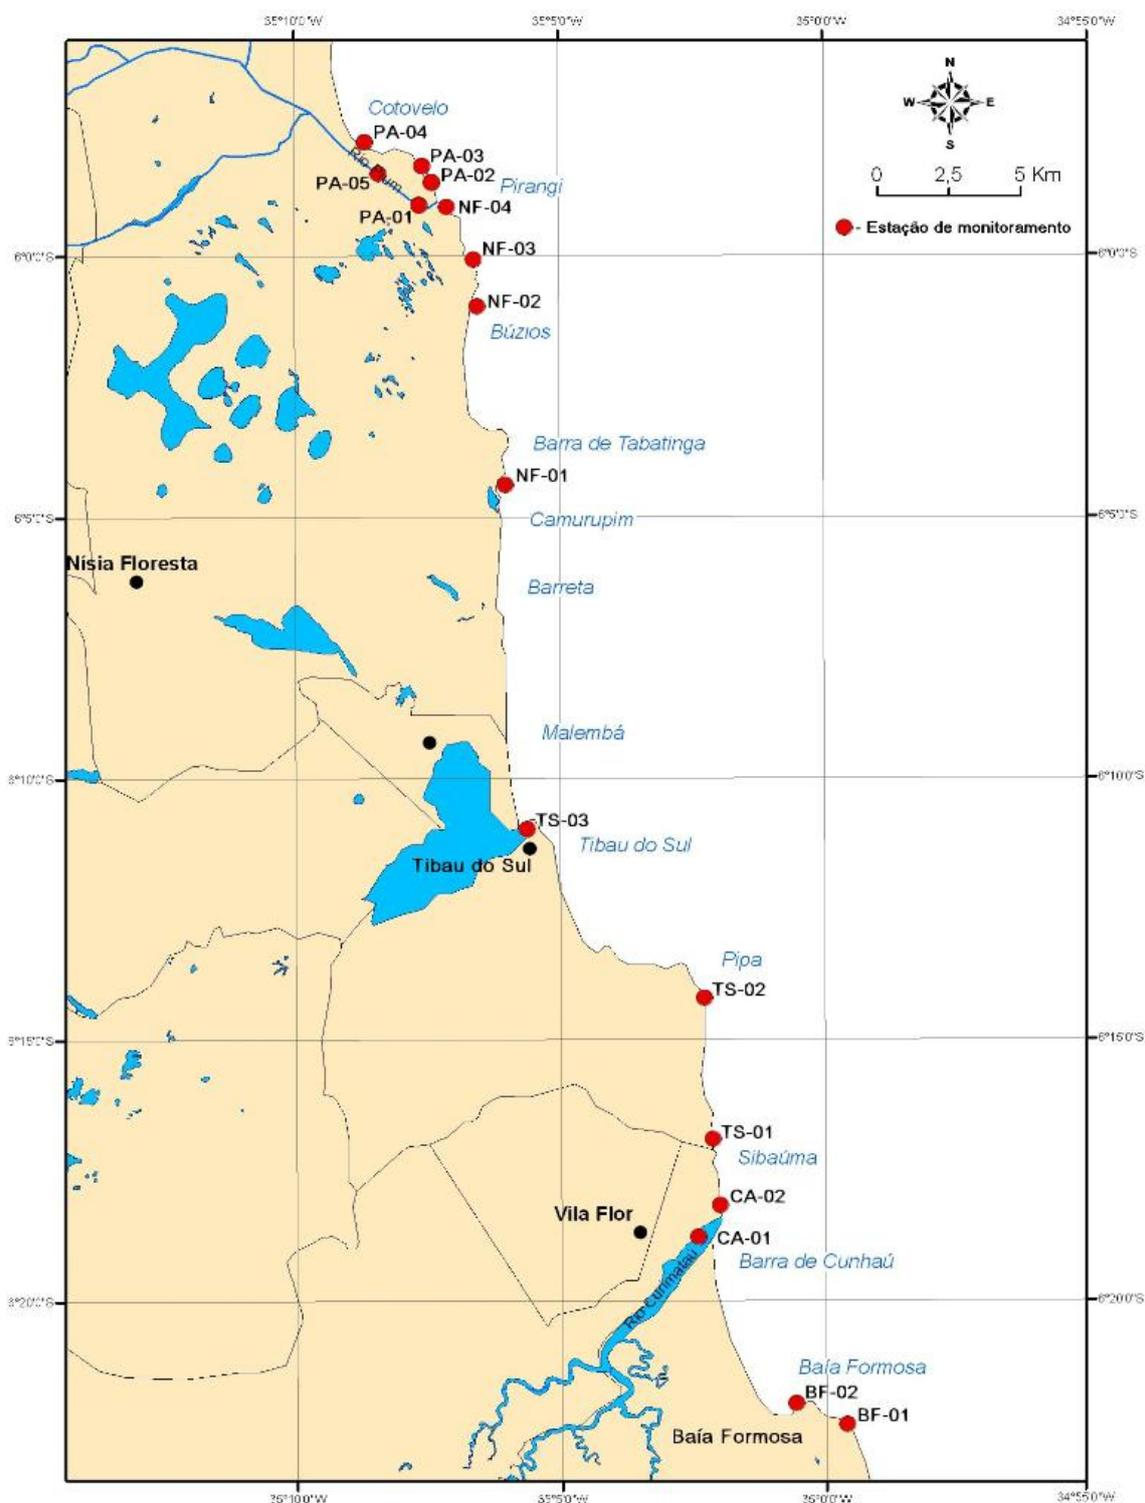 35°10'0"W
35°5'0"W
35°0'0"W
34°55'0"W
N
W
E
S
0
2,5
5 Km
- Estação de monitoramento
Cotovelo
PA-04
PA-03
PA-02
PA-05
PA-01
Pirangi
NF-04
NF-03
6°0'0"S
6°0'0"S
NF-02
Búzios
Barra de Tabatinga
NF-01
6°5'0"S
6°5'0"S
Camurupim
Nísia Floresta
Barreta
Malembá
6°10'0"S
6°10'0"S
TS-03
Tibau do Sul
Tibau do Sul
Pipa
TS-02
6°15'0"S
6°15'0"S
TS-01
Sibaúma
CA-02
Vila Flor
CA-01
Barra de Cunhaú
Rio Curimataú
6°20'0"S
6°20'0"S
Baía Formosa
BF-02
BF-01
Baía Formosa
35°10'0"W
35°5'0"W
35°0'0"W
34°55'0"W